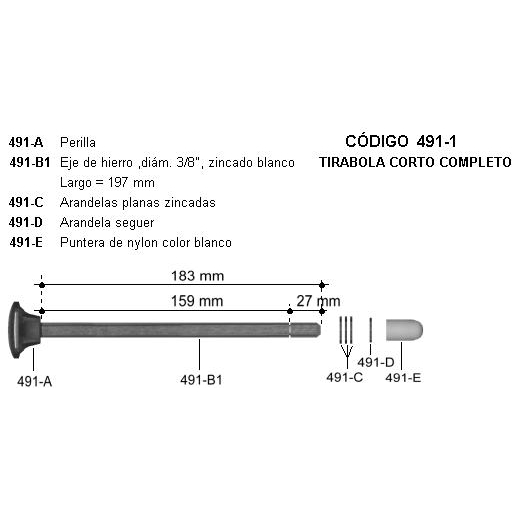 CÓDIGO 491-1
TIRABOLA CORTO COMPLETO
491-A Perilla
491-B1 Eje de hierro ,diám. 3/8", zincado blanco
Largo = 197 mm
491-C Arandelas planas zincadas
491-D Arandela seguer
491-E Puntera de nylon color blanco
183 mm
159 mm
27 mm
491-A
491-B1
491-C
491-D
491-E